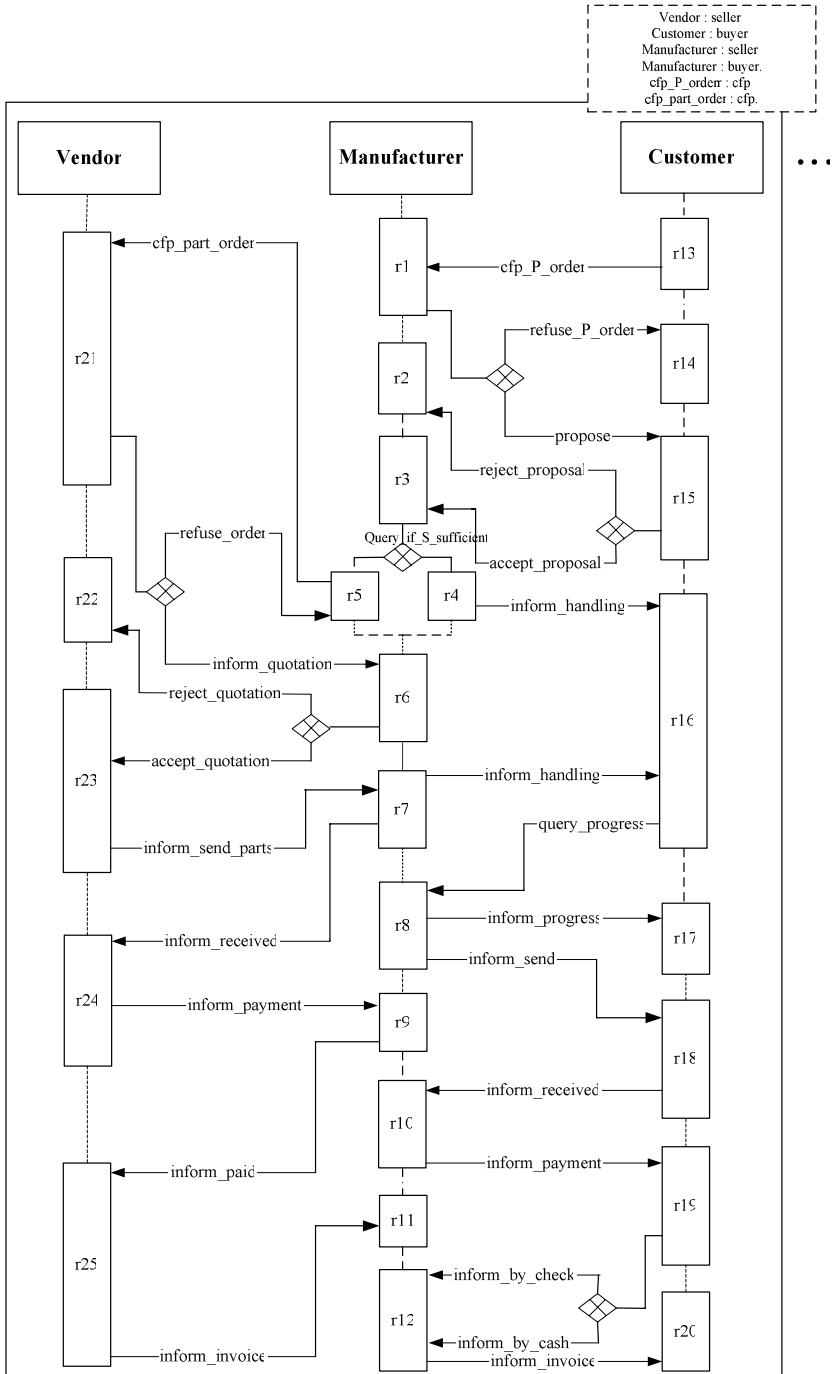 Vendor : seller
Customer : buyer
Manufacturer : seller
Manufacturer : buyer.
cfp_P_orderr : cfp
cfp_part_order : cfp.
Vendor
Manufacturer
Customer
...
cfp_part_order
r1
cfp_P_order
r13
refuse_P_order
r14
r21
r2
propose
reject_proposal
r15
r3
refuse_order
Query_if_S_sufficient
accept_proposal
r22
r5
r4
inform_handling
inform_quotation
reject_quotation
r6
r16
accept_quotation
r23
inform_handling
r7
query_progress
inform_send_parts
inform_progress
r8
r17
inform_received
inform_send
r24
inform_payment
r9
r18
inform_received
r10
inform_payment
inform_paid
r19
r11
r25
inform_by_check
r12
inform_by_cash
r20
inform_invoice
inform_invoice